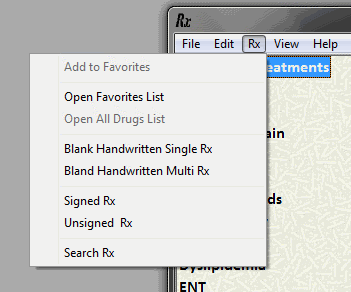 Rx
File Edit Rx View Help
Add to Favorites
Open Favorites List
Open All Drugs List
Blank Handwritten Single Rx
Bland Handwritten Multi Rx
Signed Rx
Unsigned Rx
Search Rx
Dyslipidemia
ENT